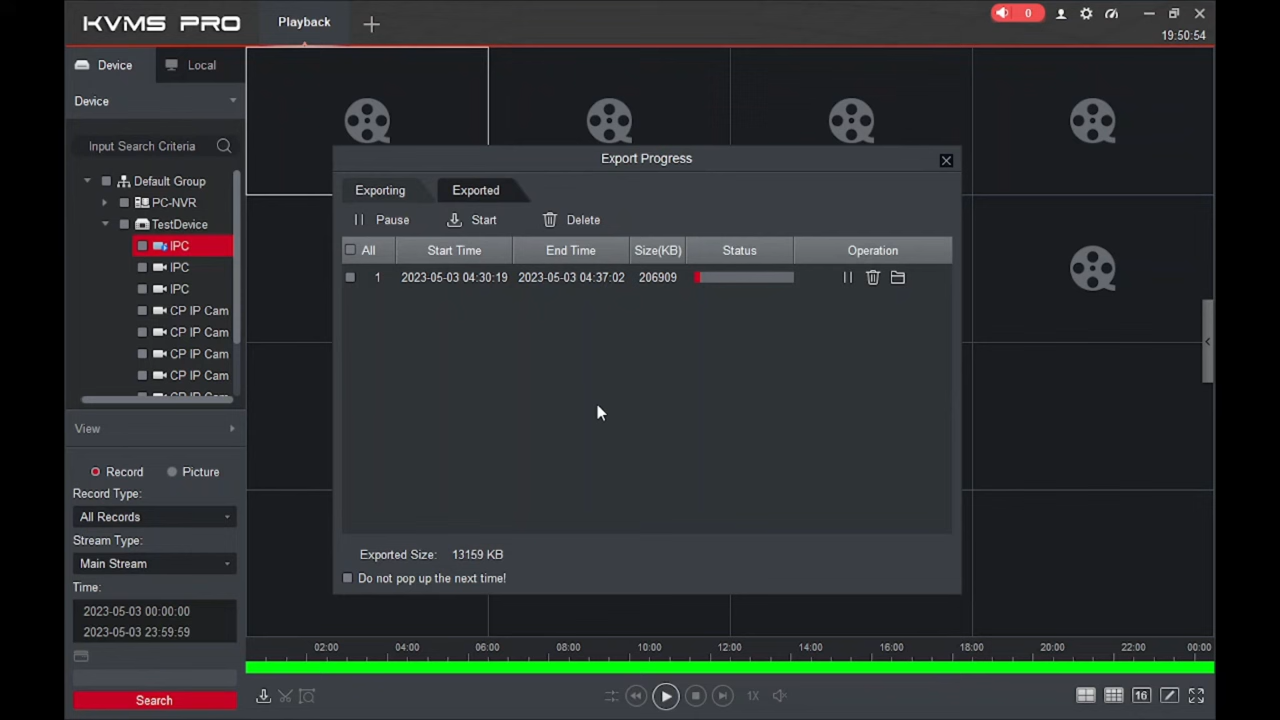 KVMS PRO
Playback
0
19:50:54
Device
Local
Device
Input Search Criteria
Default Group
PC-NVR
TestDevice
IPC
IPC
IPC
CP IP Cam
CP IP Cam
CP IP Cam
CP IP Cam
CP IP Cam
View
Record
Picture
Record Type:
All Records
Stream Type:
Main Stream
Time:
2023-05-03 00:00:00
2023-05-03 23:59:59
Search
Export Progress
Exporting
Exported
Pause
Start
Delete
All
Start Time
End Time
Size(KB)
Status
Operation
1
2023-05-03 04:30:19
2023-05-03 04:37:02
206909
Exported Size: 13159 KB
Do not pop up the next time!
02:00
04:00
06:00
08:00
10:00
12:00
14:00
16:00
18:00
20:00
22:00
00:00
1X
16